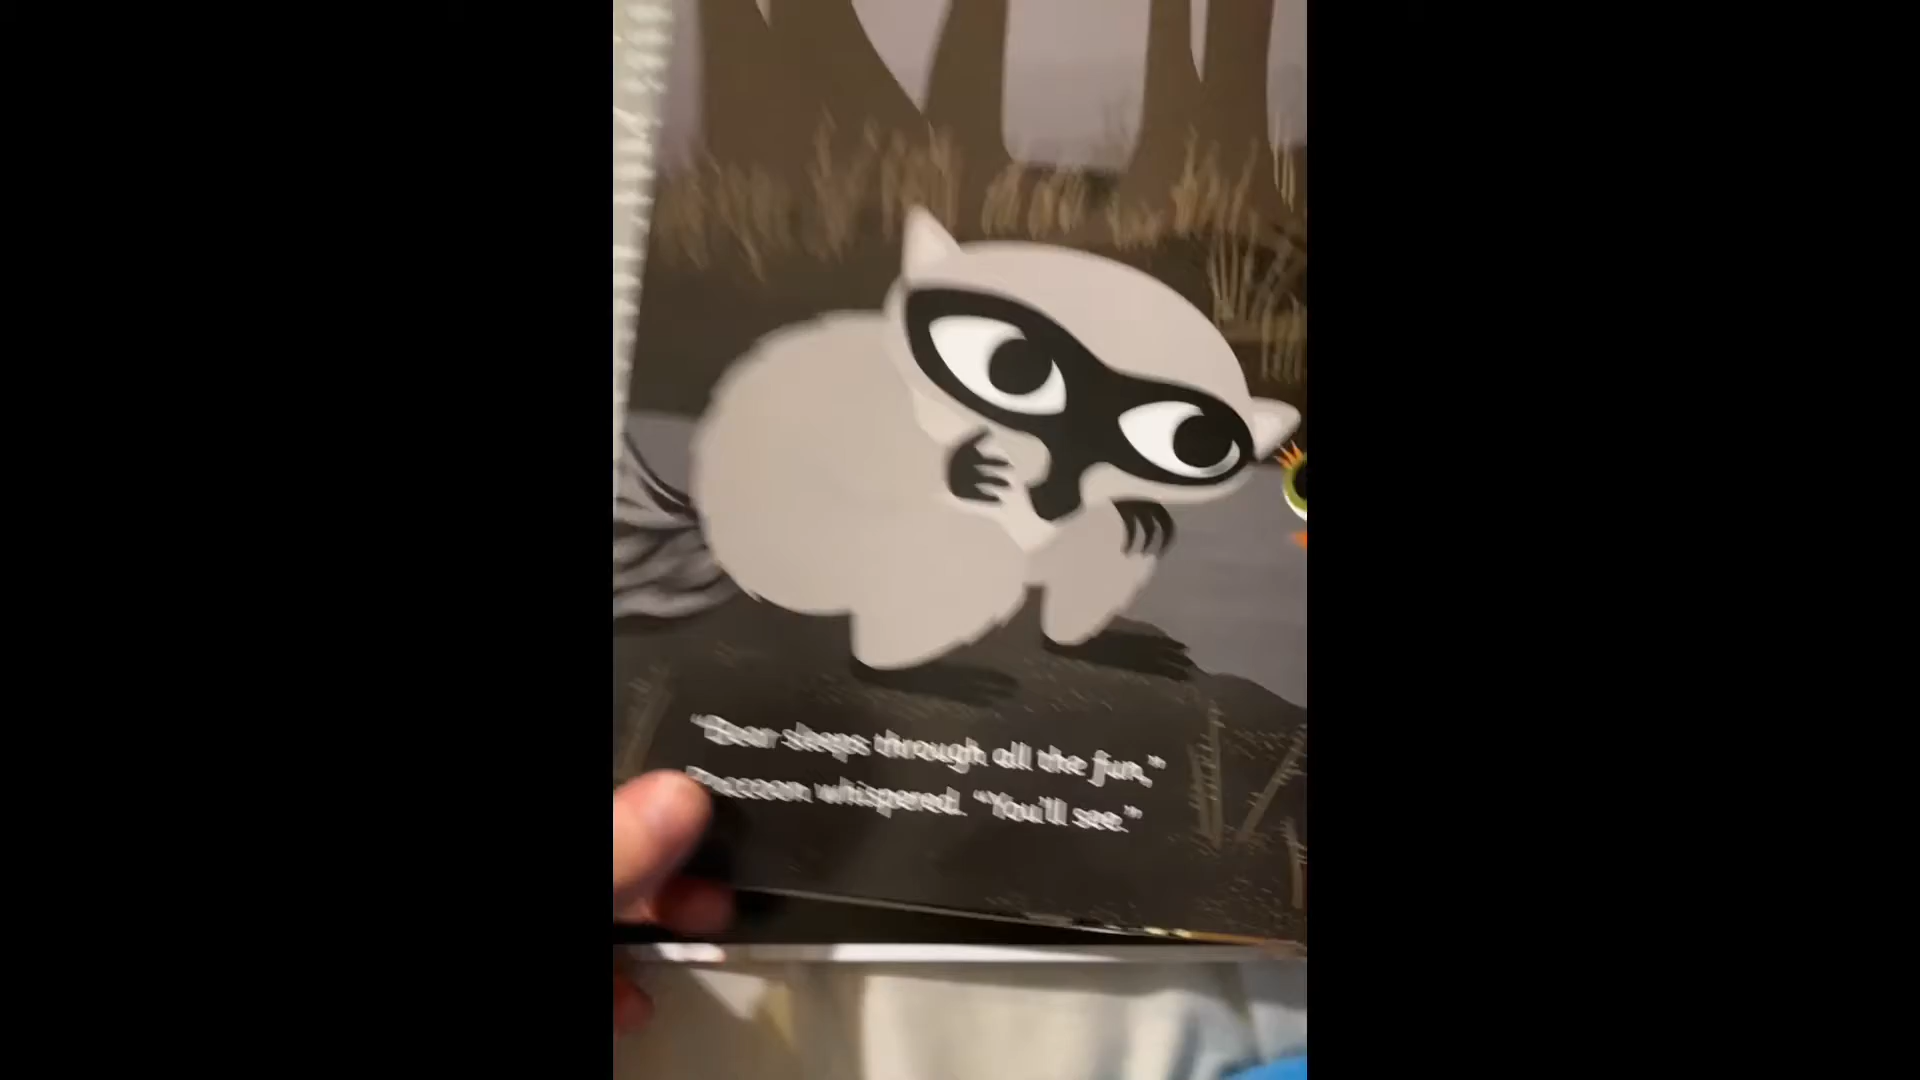 “Bear sleeps through all the fun,”
Raccoon whispered. “You’ll see.”